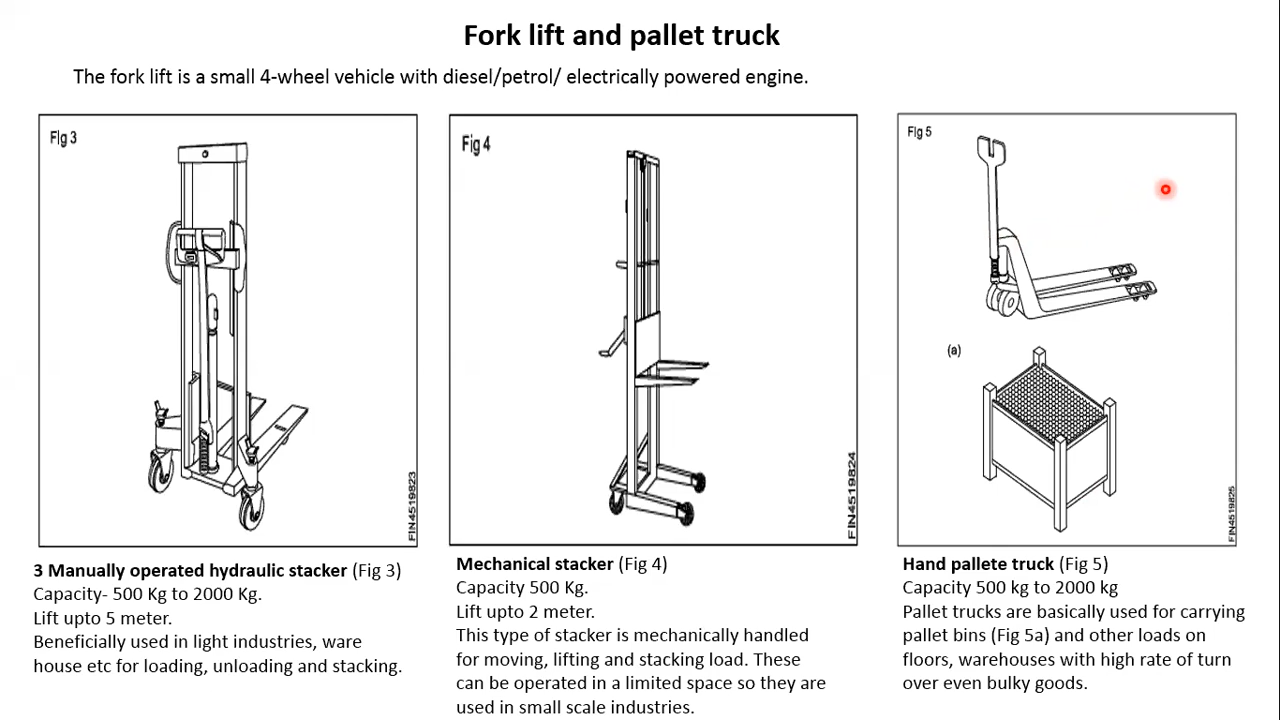 Fork lift and pallet truck
The fork lift is a small 4-wheel vehicle with diesel/petrol/ electrically powered engine.
Fig 3
FIN4519823
3 Manually operated hydraulic stacker (Fig 3)
Capacity- 500 Kg to 2000 Kg.
Lift upto 5 meter.
Beneficially used in light industries, ware
house etc for loading, unloading and stacking.
Fig 4
FIN4519824
Mechanical stacker (Fig 4)
Capacity 500 Kg.
Lift upto 2 meter.
This type of stacker is mechanically handled
for moving, lifting and stacking load. These
can be operated in a limited space so they are
used in small scale industries.
Fig 5
(a)
FIN4519825
Hand pallete truck (Fig 5)
Capacity 500 kg to 2000 kg
Pallet trucks are basically used for carrying
pallet bins (Fig 5a) and other loads on
floors, warehouses with high rate of turn
over even bulky goods.